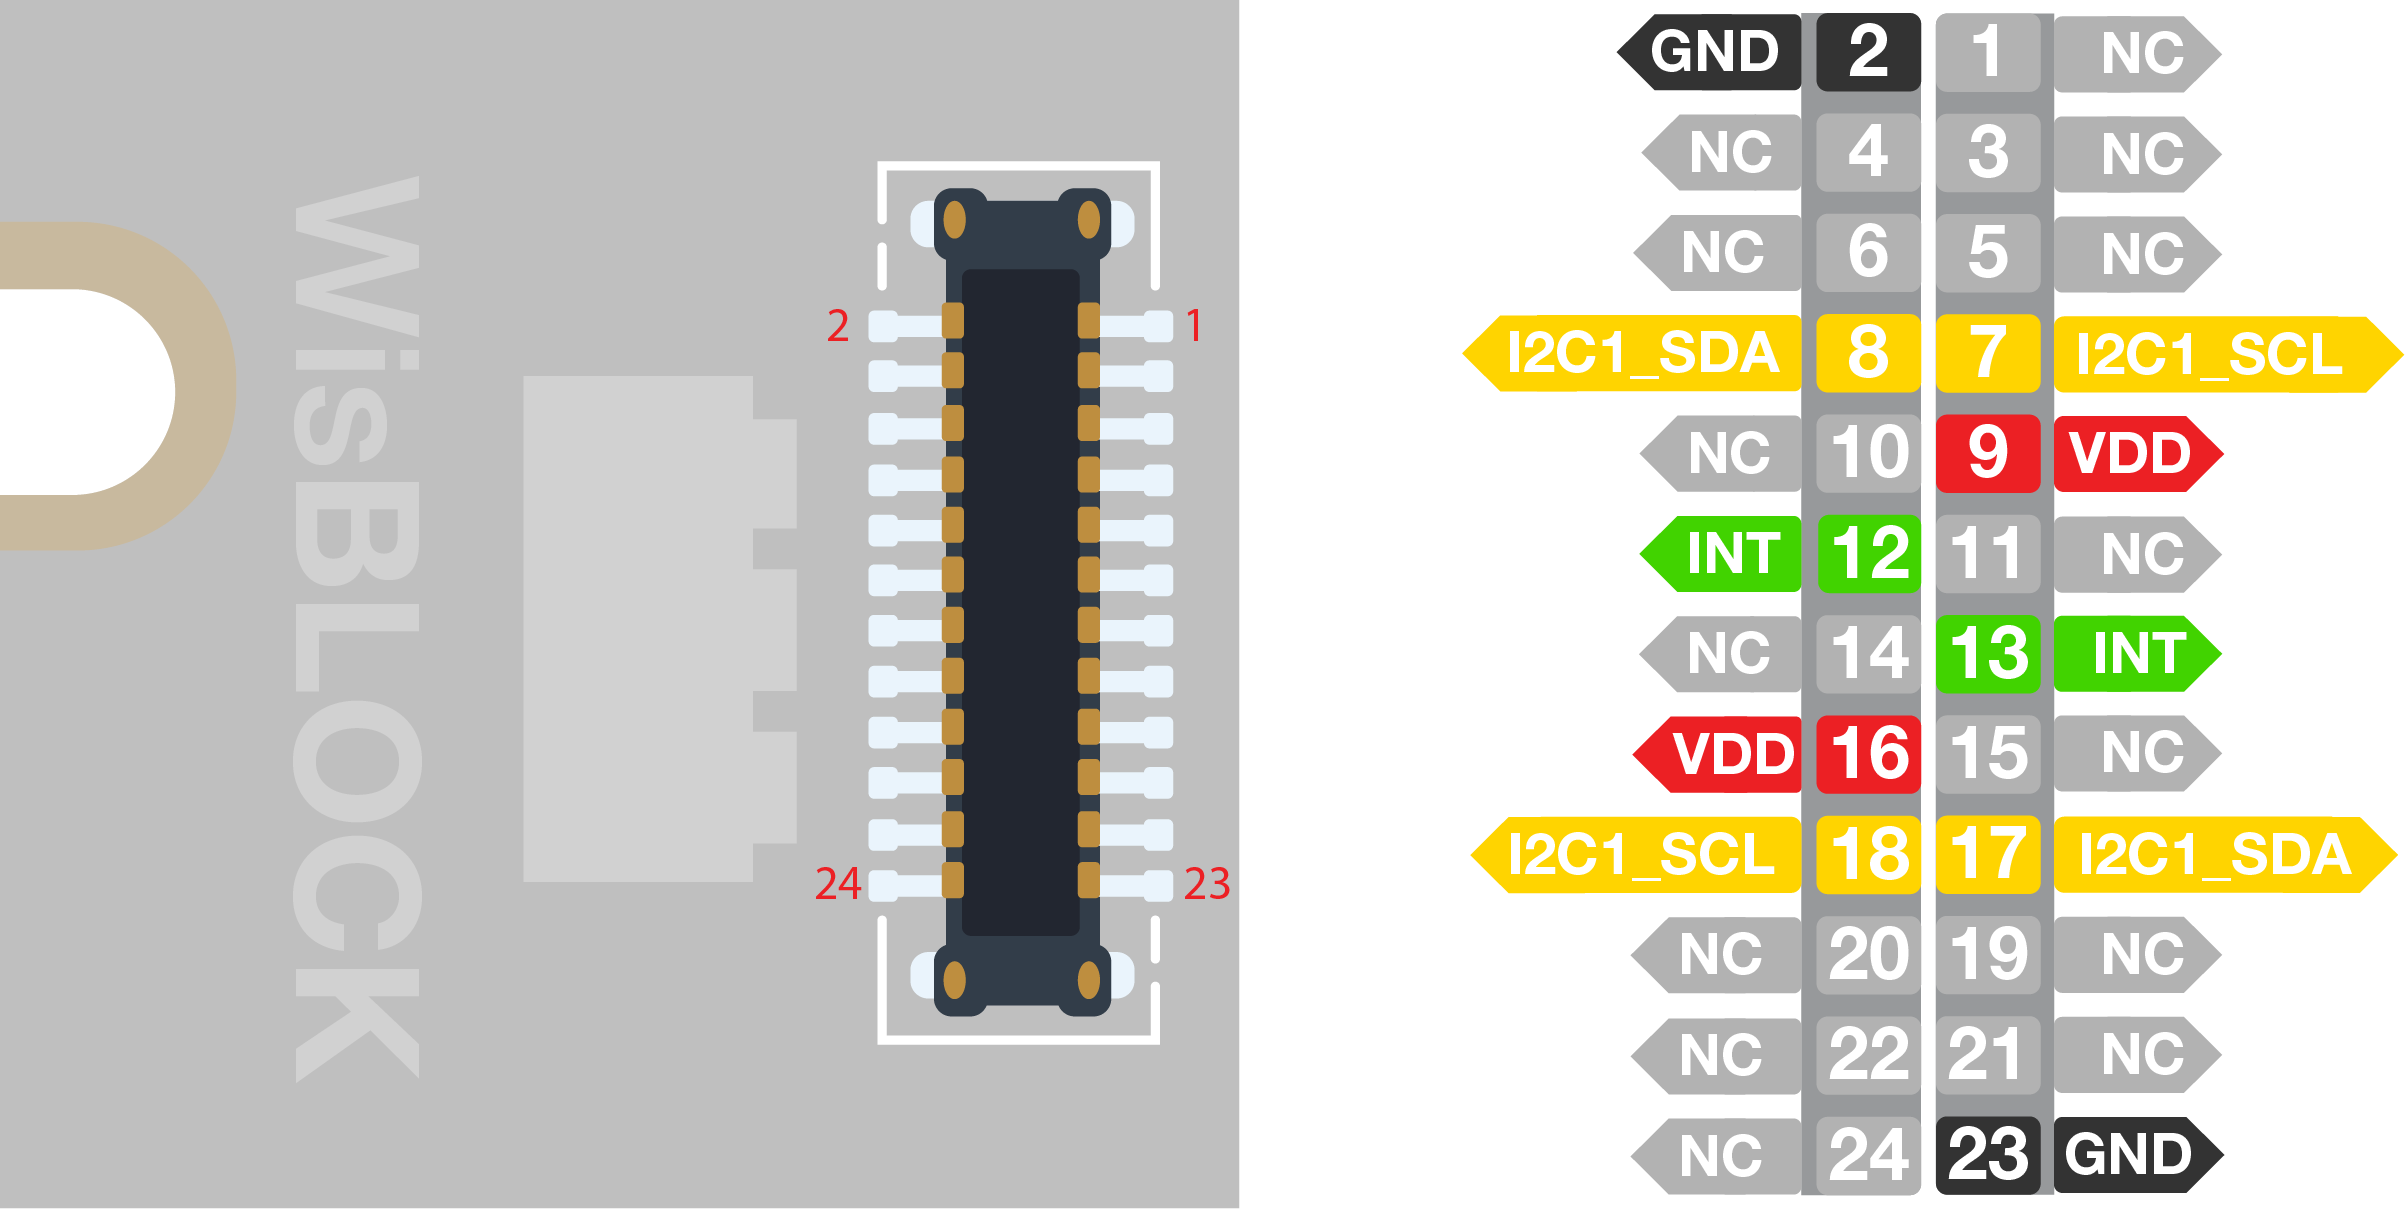 WisBLOCK
2 1
24 23
GND 2 1 NC
NC 4 3 NC
NC 6 5 NC
I2C1_SDA 8 7 I2C1_SCL
NC 10 9 VDD
INT 12 11 NC
NC 14 13 INT
VDD 16 15 NC
I2C1_SCL 18 17 I2C1_SDA
NC 20 19 NC
NC 22 21 NC
NC 24 23 GND